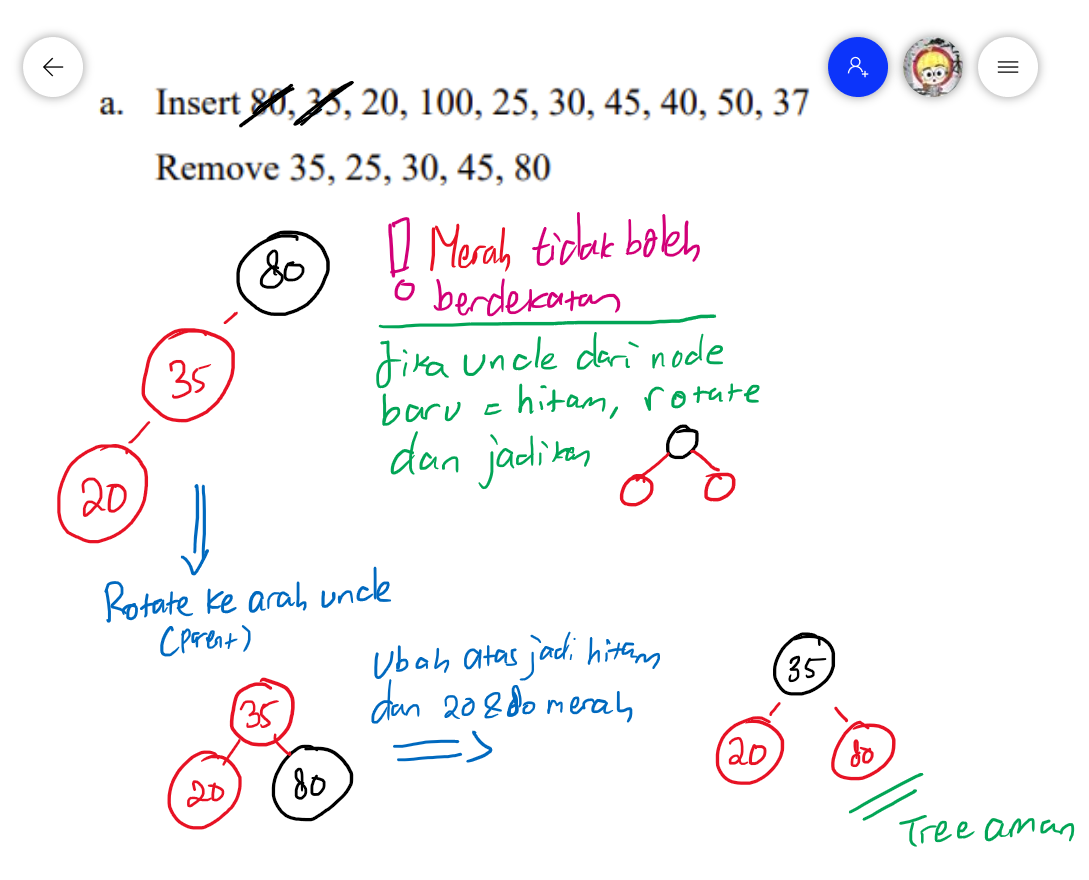 a. Insert 80, 35, 20, 100, 25, 30, 45, 40, 50, 37
Remove 35, 25, 30, 45, 80
80
35
20
! Merah tidak boleh
berdekatan
Jika uncle dari node
baru = hitam, rotate
dan jadikan
Rotate ke arah uncle
(parent)
35
20
80
Ubah atas jadi hitam
dan 20 & 80 merah
35
20
80
Tree aman